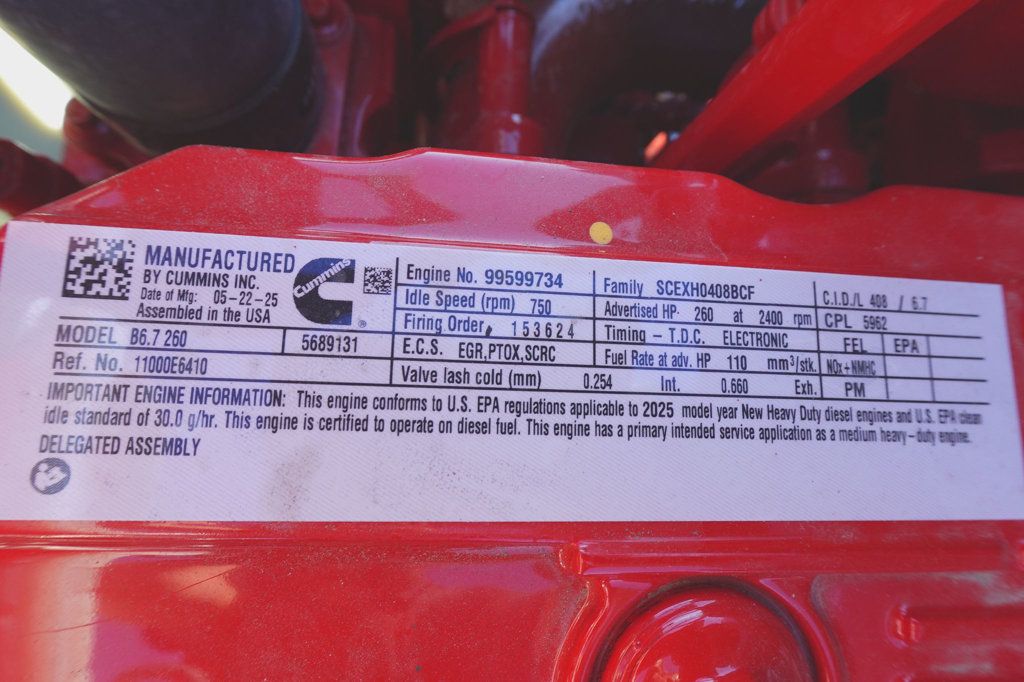 MANUFACTURED
BY CUMMINS INC.
Date of Mfg: 05-22-25
Assembled in the USA
Cummins
®
MODEL B6.7 260 5689131
Ref. No. 11000E6410
Engine No. 99599734
Idle Speed (rpm) 750
Firing Order 153624
E.C.S. EGR,PTOX,SCRC
Valve lash cold (mm) 0.254 Int. 0.660 Exh.
Family SCEXH0408BCF
Advertised HP 260 at 2400 rpm
Timing - T.D.C. ELECTRONIC
Fuel Rate at adv. HP 110 mm³/stk.
C.I.D./L 408 / 6.7
CPL 5962
FEL EPA
NOx+NMHC
PM
IMPORTANT ENGINE INFORMATION: This engine conforms to U.S. EPA regulations applicable to 2025 model year New Heavy Duty diesel engines and U.S. EPA clean
idle standard of 30.0 g/hr. This engine is certified to operate on diesel fuel. This engine has a primary intended service application as a medium heavy-duty engine.
DELEGATED ASSEMBLY